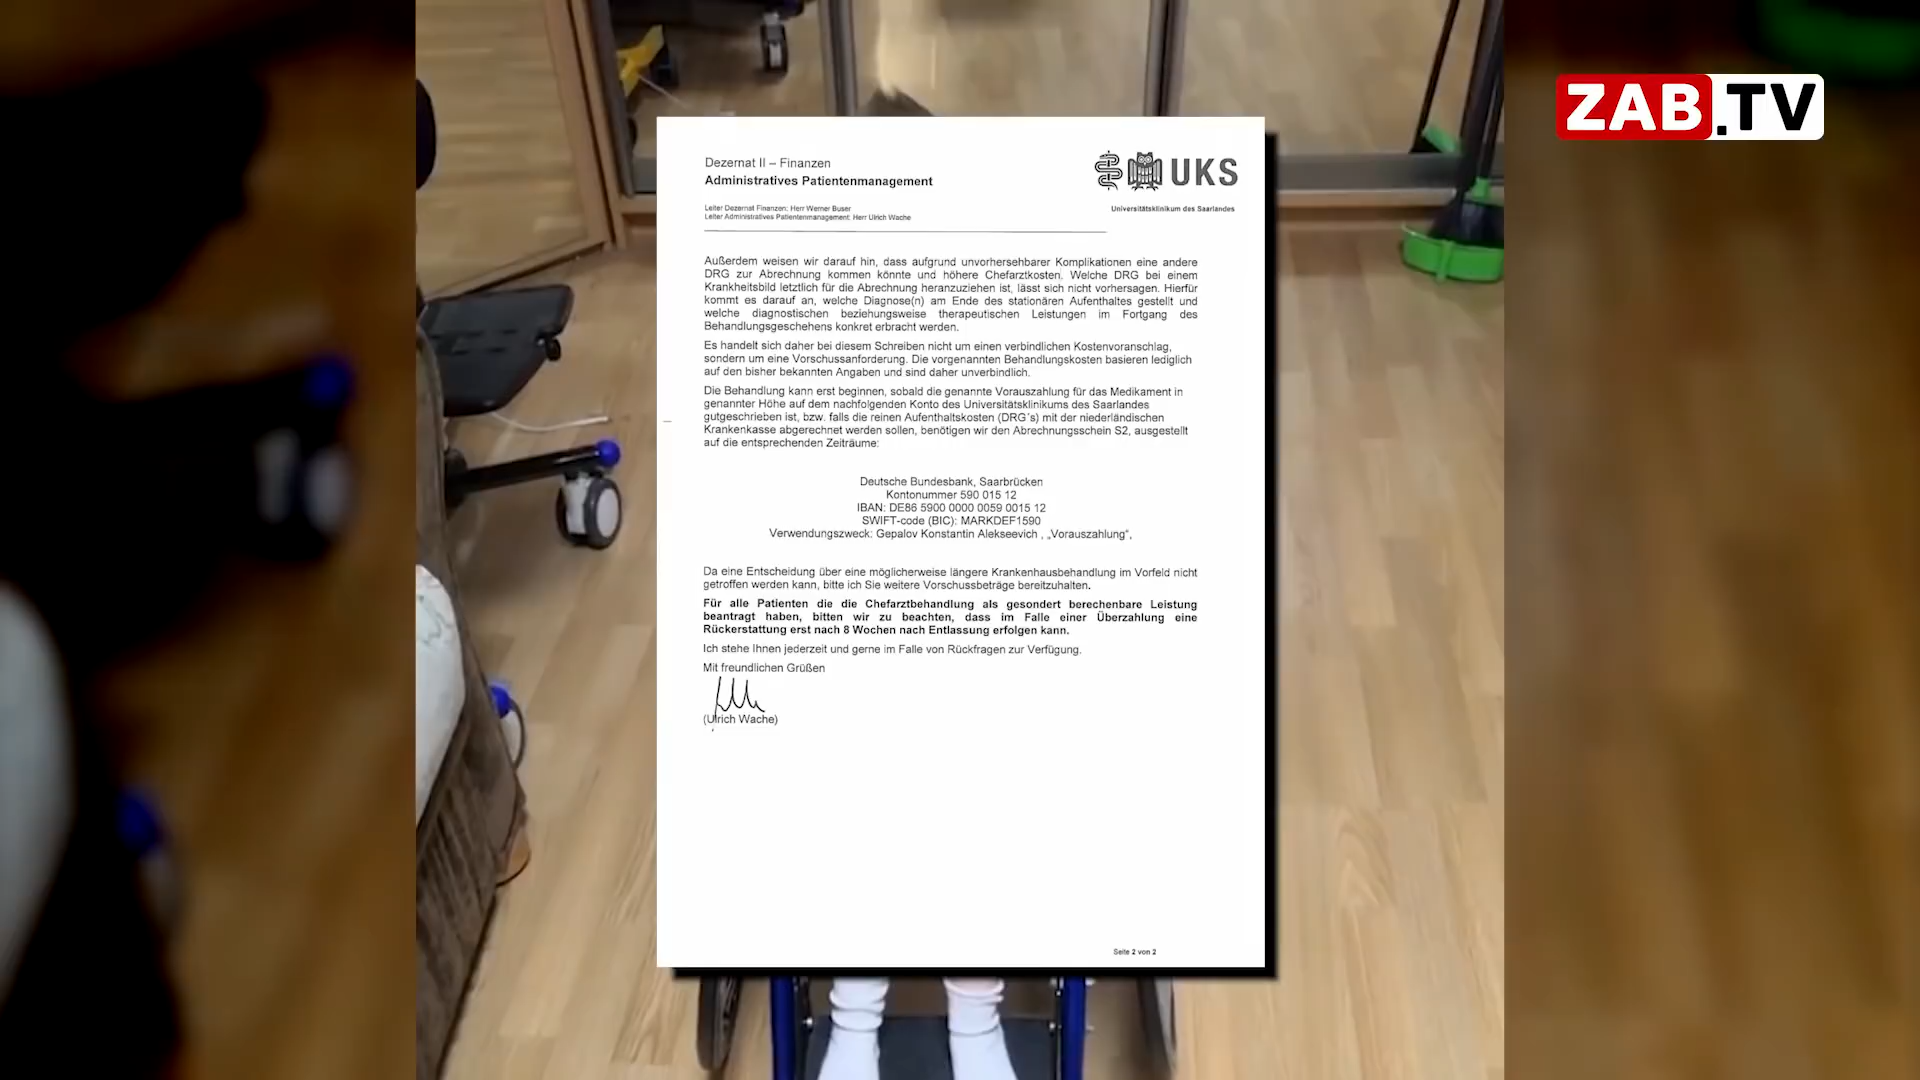 ZAB.TV
Dezernat II – Finanzen
Administratives Patientenmanagement
UKS
Leiter Dezernat Finanzen: Herr Werner Buser
Leiter Administratives Patientenmanagement: Herr Ulrich Wache
Universitätsklinikum des Saarlandes
Außerdem weisen wir darauf hin, dass aufgrund unvorhersehbarer Komplikationen eine andere
DRG zur Abrechnung kommen könnte und höhere Chefarztkosten. Welche DRG bei einem
Krankheitsbild letztlich für die Abrechnung heranzuziehen ist, lässt sich nicht vorhersagen. Hierfür
kommt es darauf an, welche Diagnose(n) am Ende des stationären Aufenthaltes gestellt und
welche diagnostischen beziehungsweise therapeutischen Leistungen im Fortgang des
Behandlungsgeschehens konkret erbracht werden.
Es handelt sich daher bei diesem Schreiben nicht um einen verbindlichen Kostenvoranschlag,
sondern um eine Vorschussanforderung. Die vorgenannten Behandlungskosten basieren lediglich
auf den bisher bekannten Angaben und sind daher unverbindlich.
Die Behandlung kann erst beginnen, sobald die genannte Vorauszahlung für das Medikament in
genannter Höhe auf dem nachfolgenden Konto des Universitätsklinikums des Saarlandes
gutgeschrieben ist, bzw. falls die reinen Aufenthaltskosten (DRG´s) mit der niederländischen
Krankenkasse abgerechnet werden sollen, benötigen wir den Abrechnungsschein S2, ausgestellt
auf die entsprechenden Zeiträume:
Deutsche Bundesbank, Saarbrücken
Kontonummer 590 015 12
IBAN: DE86 5900 0000 0059 0015 12
SWIFT-code (BIC): MARKDEF1590
Verwendungszweck: Gepalov Konstantin Alekseevich , „Vorauszahlung“,
Da eine Entscheidung über eine möglicherweise längere Krankenhausbehandlung im Vorfeld nicht
getroffen werden kann, bitte ich Sie weitere Vorschussbeträge bereitzuhalten.
Für alle Patienten die die Chefarztbehandlung als gesondert berechenbare Leistung
beantragt haben, bitten wir zu beachten, dass im Falle einer Überzahlung eine
Rückerstattung erst nach 8 Wochen nach Entlassung erfolgen kann.
Ich stehe Ihnen jederzeit und gerne im Falle von Rückfragen zur Verfügung.
Mit freundlichen Grüßen
(Ulrich Wache)
Seite 2 von 2